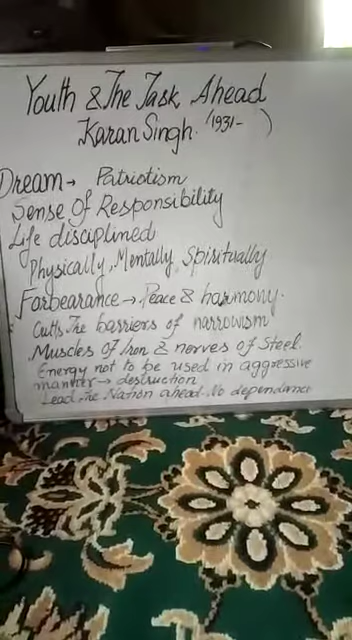 Youth & The Task Ahead
Karan Singh (1931- )
Dream → Patriotism
Sense Of Responsibility
Life disciplined
Physically, Mentally, Spiritually
Forbearance → Peace & harmony.
Cutts The barriers of narrowism
Muscles Of Iron & nerves of Steel.
Energy not to be used in aggressive
manner → destruction
Lead The Nation ahead. No dependance